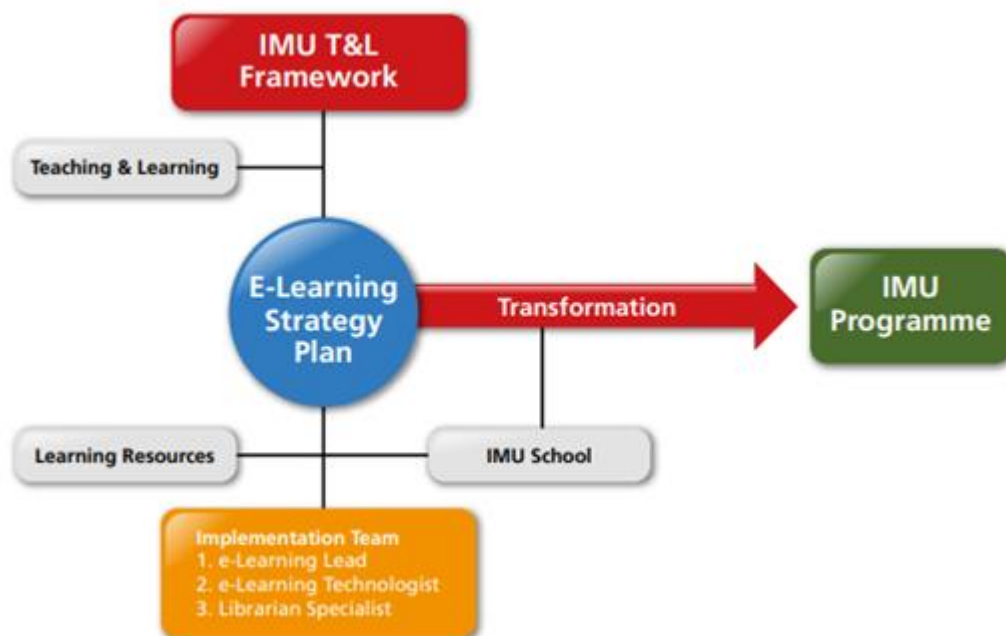 IMU T&L
Framework
Teaching & Learning
E-Learning
Strategy
Plan
Transformation
IMU
Programme
Learning Resources
IMU School
Implementation Team
1. e-Learning Lead
2. e-Learning Technologist
3. Librarian Specialist